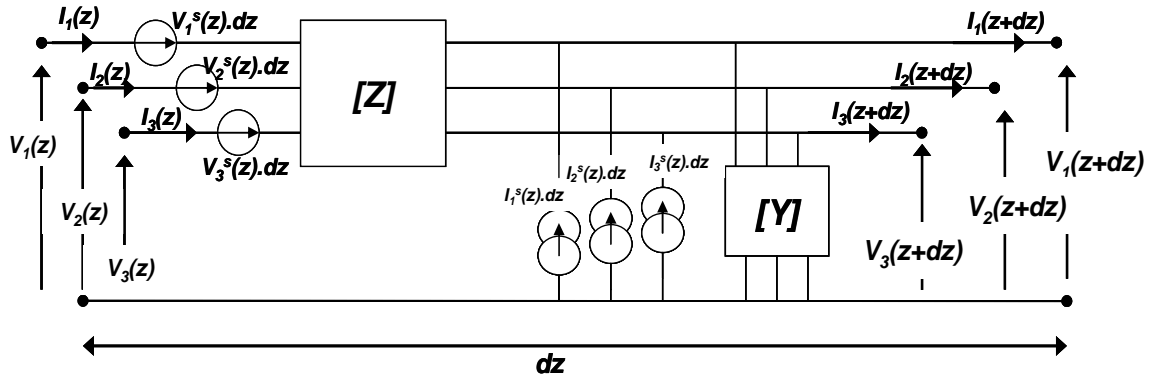 I₁(z) V₁ˢ(z).dz I₁(z+dz)
I₂(z) V₂ˢ(z).dz [Z] I₂(z+dz)
I₃(z) V₃ˢ(z).dz I₃(z+dz)
V₁(z) I₁ˢ(z).dz I₂ˢ(z).dz I₃ˢ(z).dz V₁(z+dz)
V₂(z) [Y] V₂(z+dz)
V₃(z) V₃(z+dz)
dz